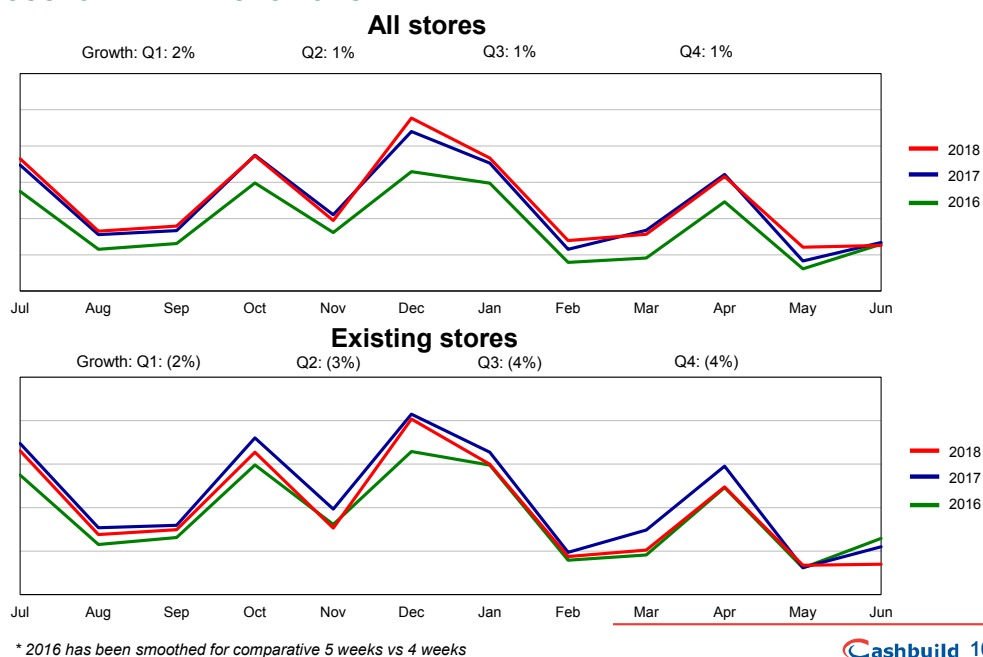 All stores
Growth: Q1: 2% Q2: 1% Q3: 1% Q4: 1%
2018
2017
2016
Jul Aug Sep Oct Nov Dec Jan Feb Mar Apr May Jun
Existing stores
Growth: Q1: (2%) Q2: (3%) Q3: (4%) Q4: (4%)
2018
2017
2016
Jul Aug Sep Oct Nov Dec Jan Feb Mar Apr May Jun
* 2016 has been smoothed for comparative 5 weeks vs 4 weeks
Cashbuild